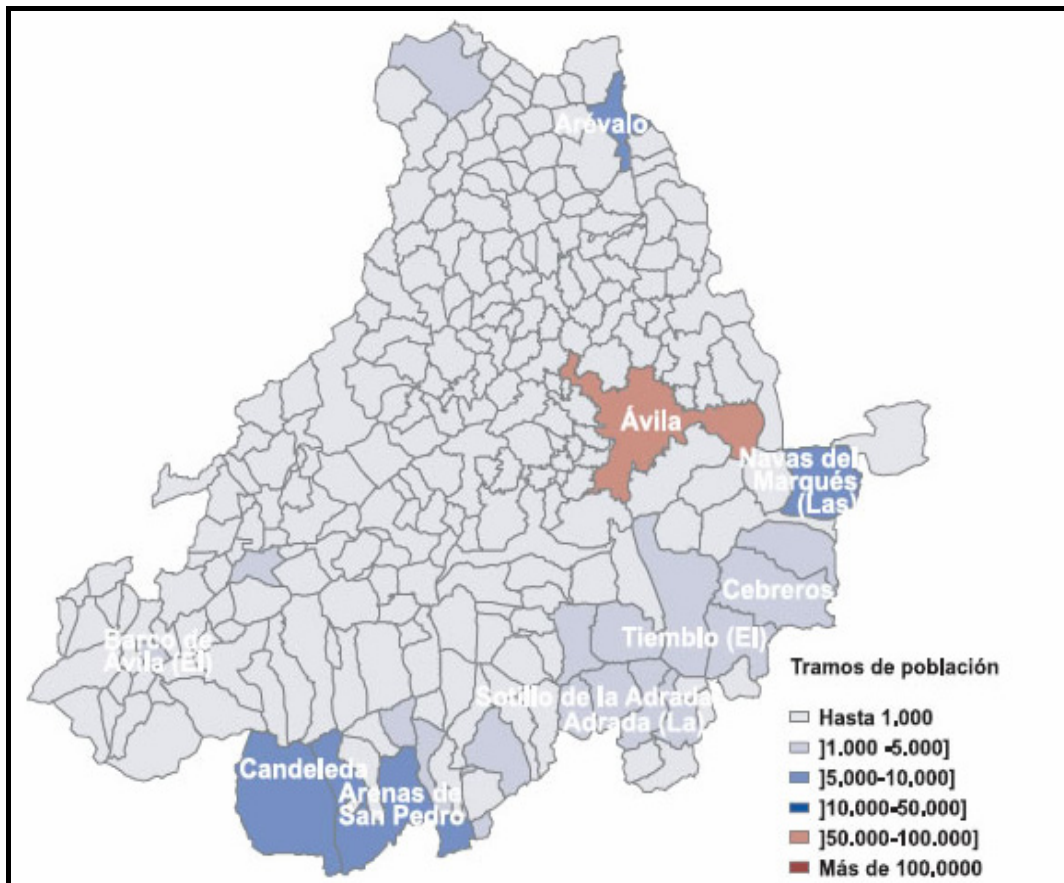 Arévalo
Ávila
Navas del
Marqués
(Las)
Cebreros
Tiemblo (El)
Barco de
Ávila (El)
Sotillo de la Adrada
Adrada (La)
Candeleda
Arenas de
San Pedro
Tramos de población
Hasta 1.000
]1.000 -5.000]
]5.000-10.000]
]10.000-50.000]
]50.000-100.000]
Más de 100.0000